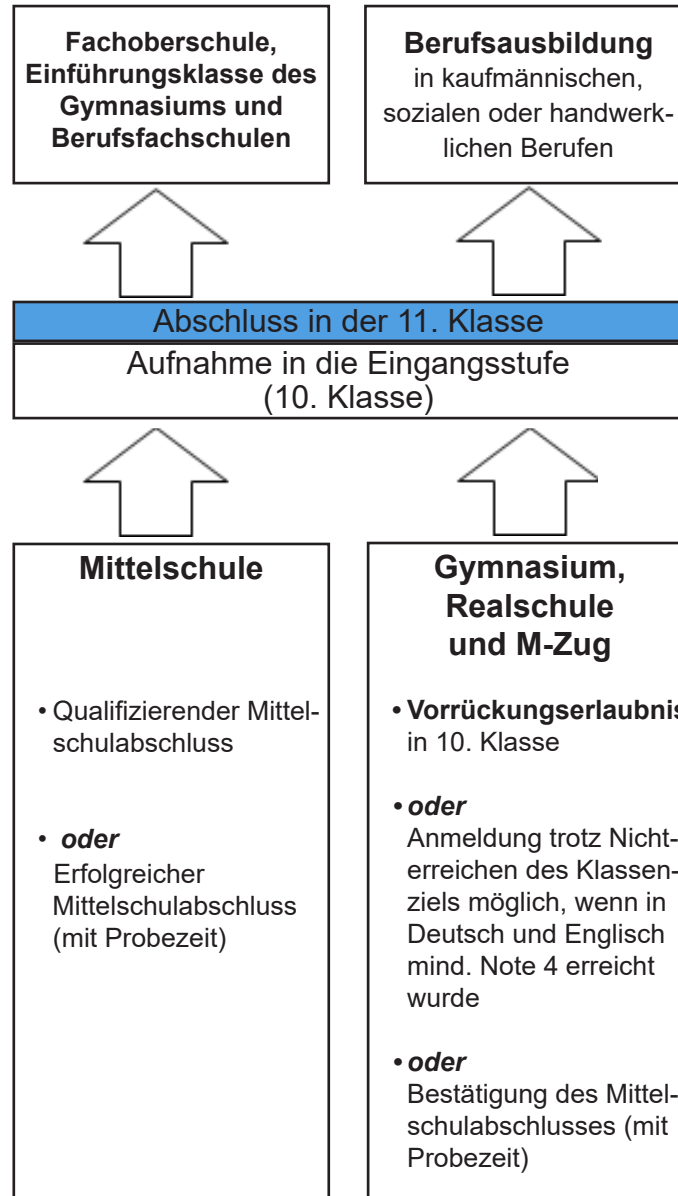 Fachoberschule,
Einführungsklasse des
Gymnasiums und
Berufsfachschulen
Berufsausbildung
in kaufmännischen,
sozialen oder handwerk-
lichen Berufen
Abschluss in der 11. Klasse
Aufnahme in die Eingangsstufe
(10. Klasse)
Mittelschule
• Qualifizierender Mittel-
schulabschluss
• oder
Erfolgreicher
Mittelschulabschluss
(mit Probezeit)
Gymnasium,
Realschule
und M-Zug
• Vorrückungserlaubnis
in 10. Klasse
• oder
Anmeldung trotz Nicht-
erreichen des Klassen-
ziels möglich, wenn in
Deutsch und Englisch
mind. Note 4 erreicht
wurde
• oder
Bestätigung des Mittel-
schulabschlusses (mit
Probezeit)